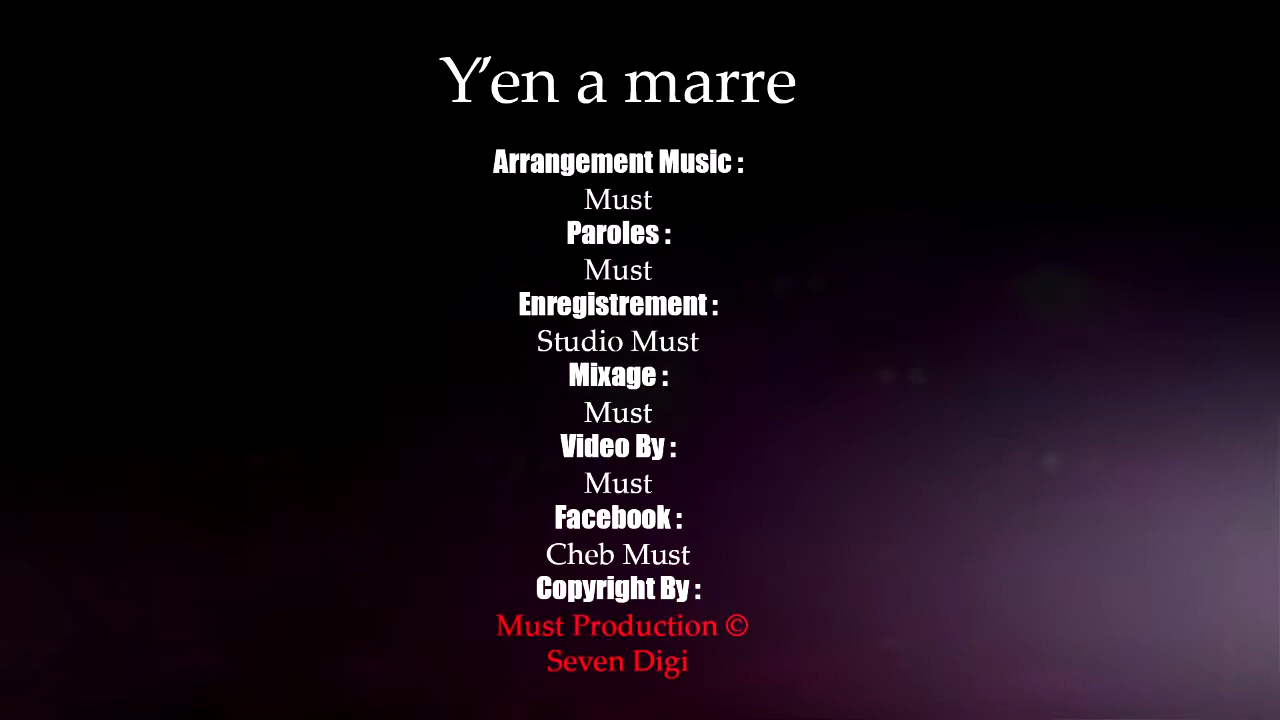 Y'en a marre
Arrangement Music :
Must
Paroles :
Must
Enregistrement :
Studio Must
Mixage :
Must
Video By :
Must
Facebook :
Cheb Must
Copyright By :
Must Production ©
Seven Digi